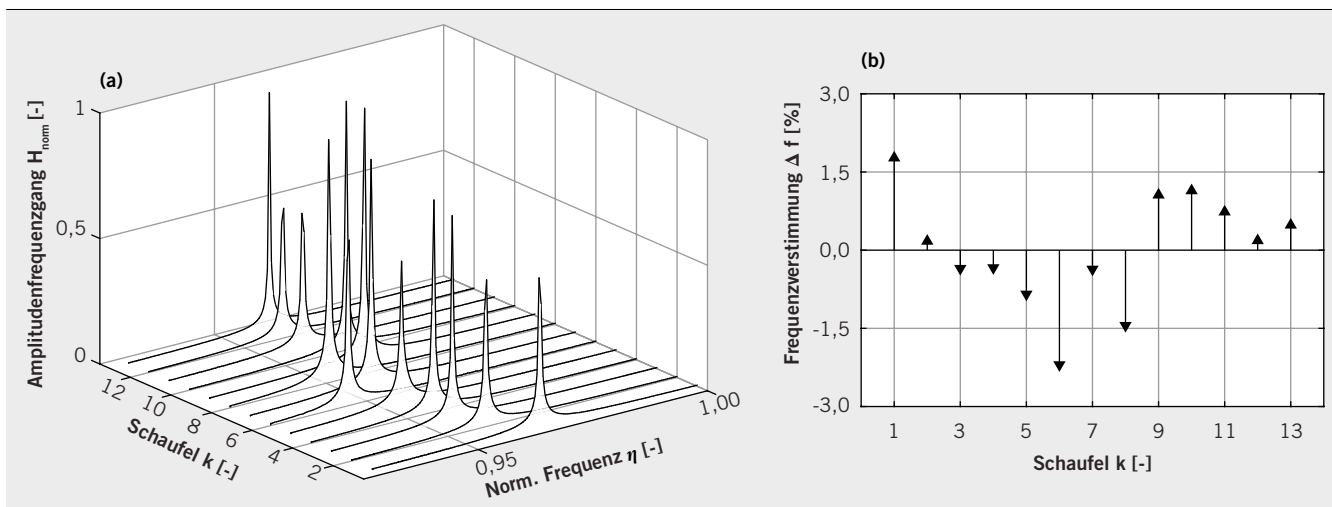 (a)
Amplitudenfrequenzgang H_norm [-]
1
0,5
0
12
10
8
6
4
2
Schaufel k [-]
0,95
1,00
Norm. Frequenz η [-]
(b)
Frequenzverstimmung Δ f [%]
3,0
1,5
0,0
-1,5
-3,0
1 3 5 7 9 11 13
Schaufel k [-]